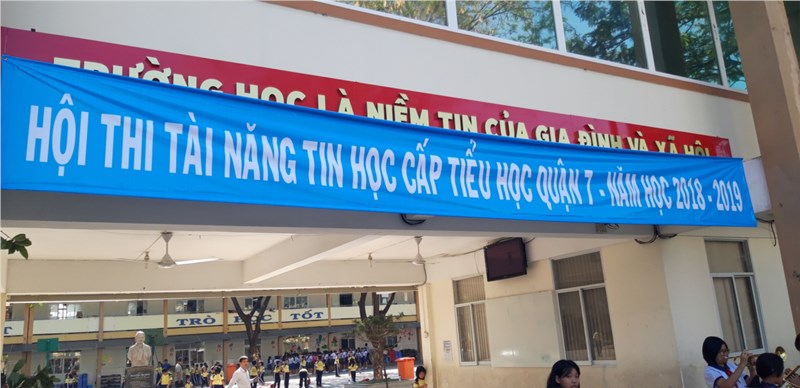 TRƯỜNG HỌC LÀ NIỀM TIN CỦA GIA ĐÌNH VÀ XÃ HỘI
HỘI THI TÀI NĂNG TIN HỌC CẤP TIỂU HỌC QUẬN 7 - NĂM HỌC 2018 - 2019
TRÒ HỌC TỐT